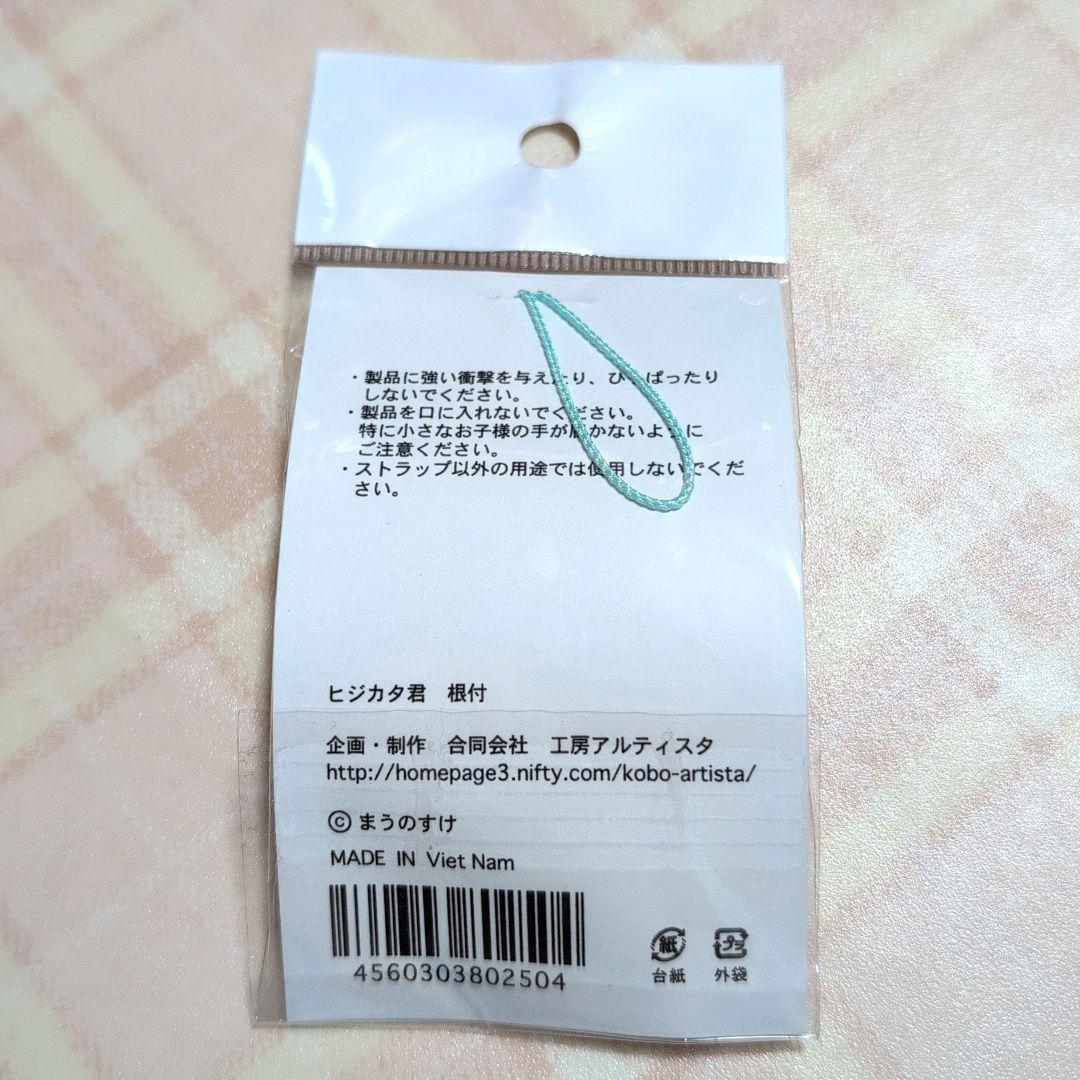 ・製品に強い衝撃を与えたり、ひっぱったり
しないでください。
・製品を口に入れないでください。
特に小さなお子様の手が届かないように
ご注意ください。
・ストラップ以外の用途では使用しないでくだ
さい。
ヒジカタ君　根付
企画・制作　合同会社　工房アルティスタ
http://homepage3.nifty.com/kobo-artista/
©まうのすけ
MADE IN Viet Nam
4560303802504
紙 プラ
台紙 外袋